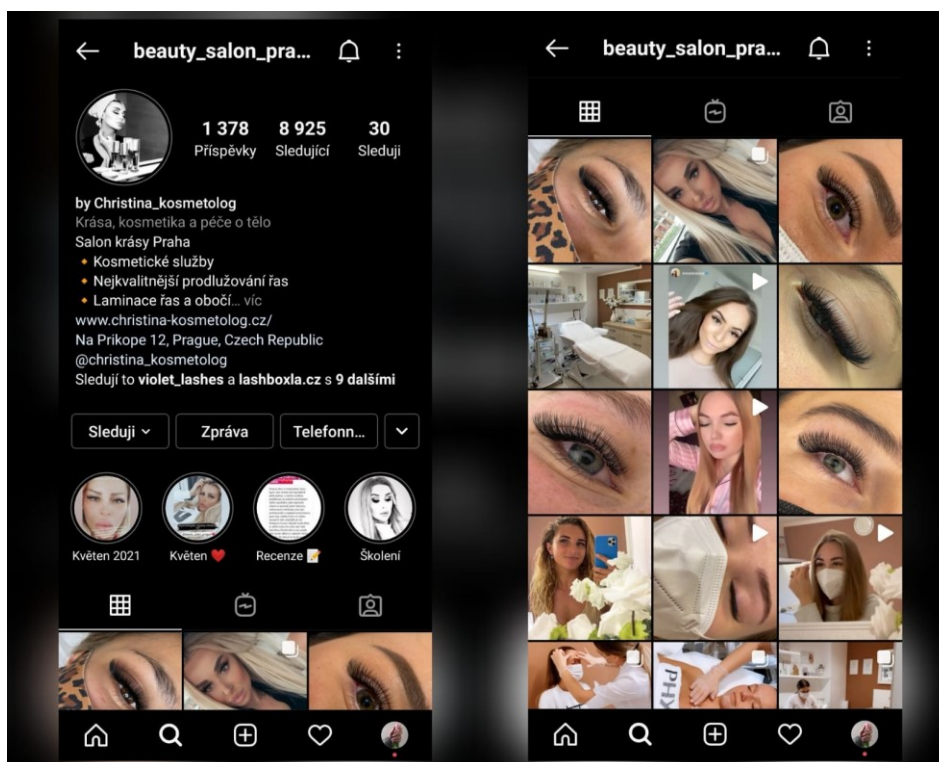 beauty_salon_pra...
1 378
8 925
30
Příspěvky
Sledující
Sleduji
by Christina_kosmetolog
Krása, kosmetika a péče o tělo
Salon krásy Praha
🔸Kosmetické služby
🔸Nejkvalitnější prodlužování řas
🔸Laminace řas a obočí... víc
www.christina-kosmetolog.cz/
Na Prikope 12, Prague, Czech Republic
@christina_kosmetolog
Sledují to violet_lashes a lashboxla.cz s 9 dalšími
Sleduji
Zpráva
Telefonn...
Květen 2021
Květen ❤️
Recenze 📝
Školení
beauty_salon_pra...
PHY